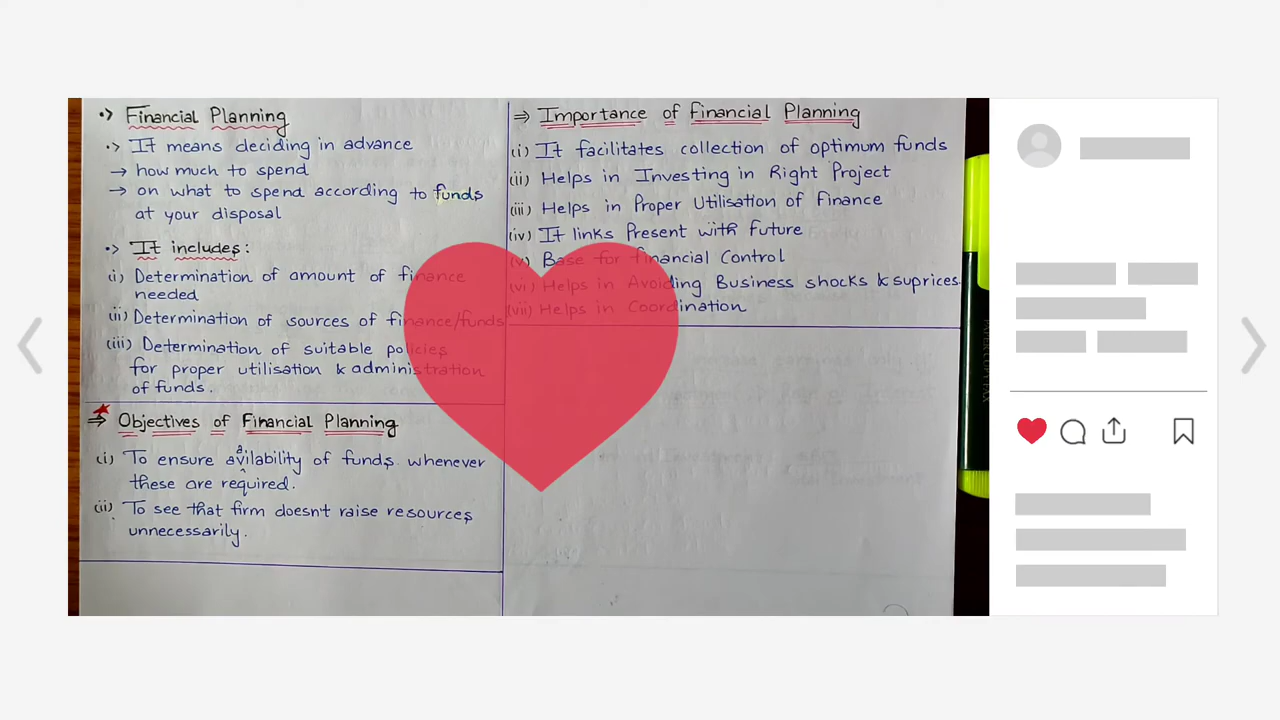 ·> Financial Planning
·> It means deciding in advance
→ how much to spend
→ on what to spend according to funds
at your disposal
·> It includes:
(i) Determination of amount of finance
needed
(ii) Determination of sources of finance/funds
(iii) Determination of suitable policies
for proper utilisation & administration
of funds.
⇒ Objectives of Financial Planning
(i) To ensure availability of funds whenever
these are required.
(ii) To see that firm doesnt raise resources
unnecessarily.
⇒ Importance of financial Planning
(i) It facilitates collection of optimum funds
(ii) Helps in Investing in Right Project
(iii) Helps in Proper Utilisation of finance
(iv) It links Present with future
(v) Base for financial Control
(vi) Helps in Avoiding Business shocks & suprices.
(vii) Helps in Coordination